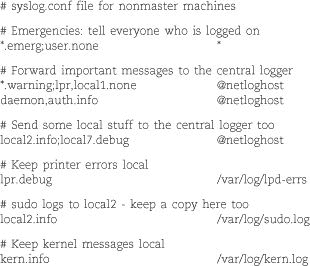 # syslog.conf file for nonmaster machines
# Emergencies: tell everyone who is logged on
*.emerg;user.none *
# Forward important messages to the central logger
*.warning;lpr,local1.none @netloghost
daemon,auth.info @netloghost
# Send some local stuff to the central logger too
local2.info;local7.debug @netloghost
# Keep printer errors local
lpr.debug /var/log/lpd-errs
# sudo logs to local2 - keep a copy here too
local2.info /var/log/sudo.log
# Keep kernel messages local
kern.info /var/log/kern.log